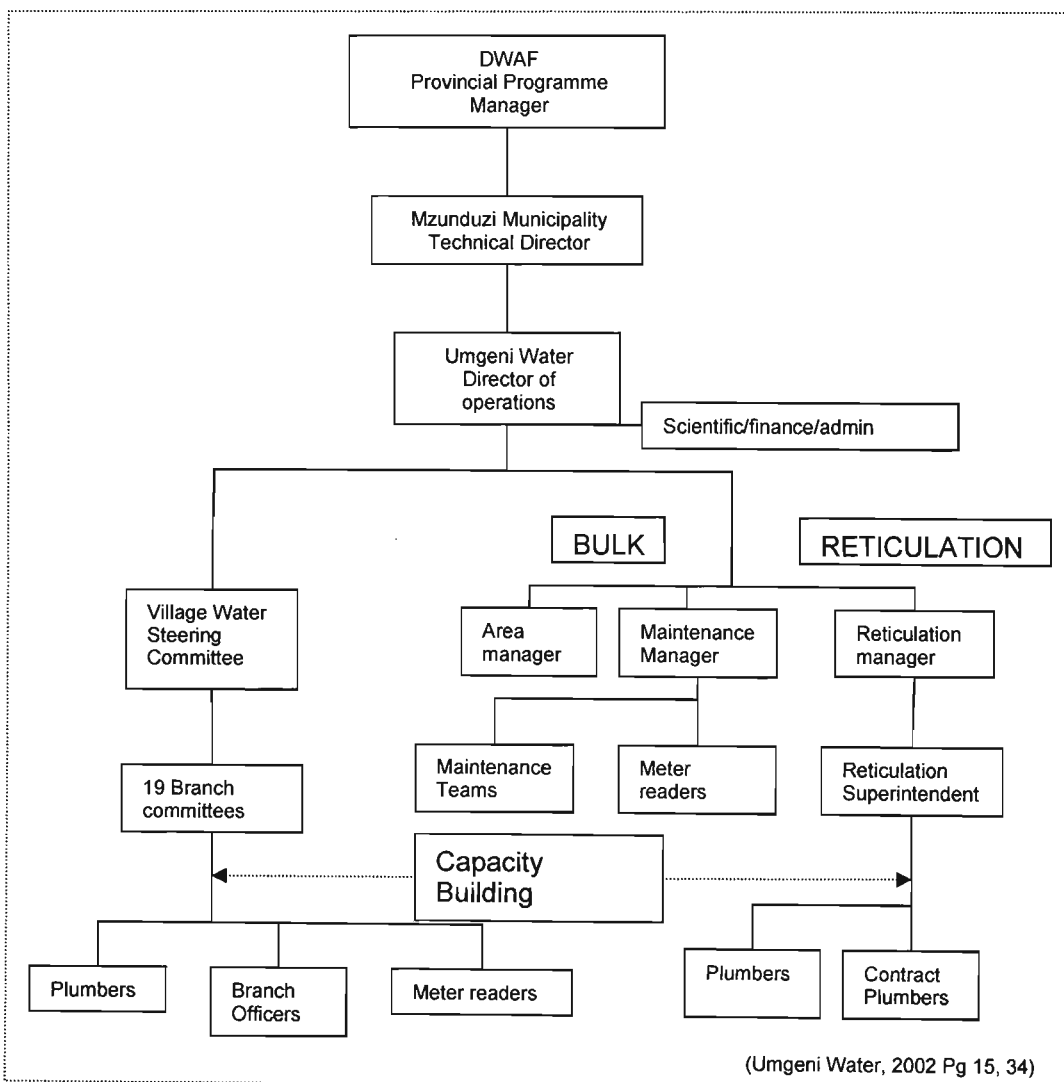 DWAF
Provincial Programme
Manager
Mzunduzi Municipality
Technical Director
Umgeni Water
Director of
operations
Scientific/finance/admin
BULK
RETICULATION
Village Water
Steering
Committee
Area
manager
Maintenance
Manager
Reticulation
manager
19 Branch
committees
Maintenance
Teams
Meter
readers
Reticulation
Superintendent
Capacity
Building
Plumbers
Branch
Officers
Meter readers
Plumbers
Contract
Plumbers
(Umgeni Water, 2002 Pg 15, 34)